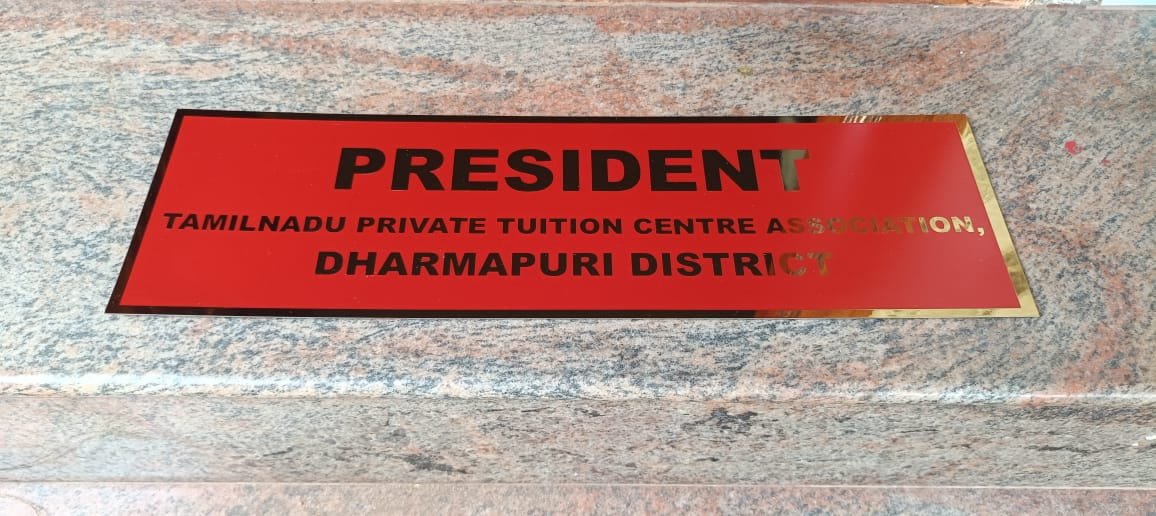 PRESIDENT
TAMILNADU PRIVATE TUITION CENTRE ASSOCIATION,
DHARMAPURI DISTRICT